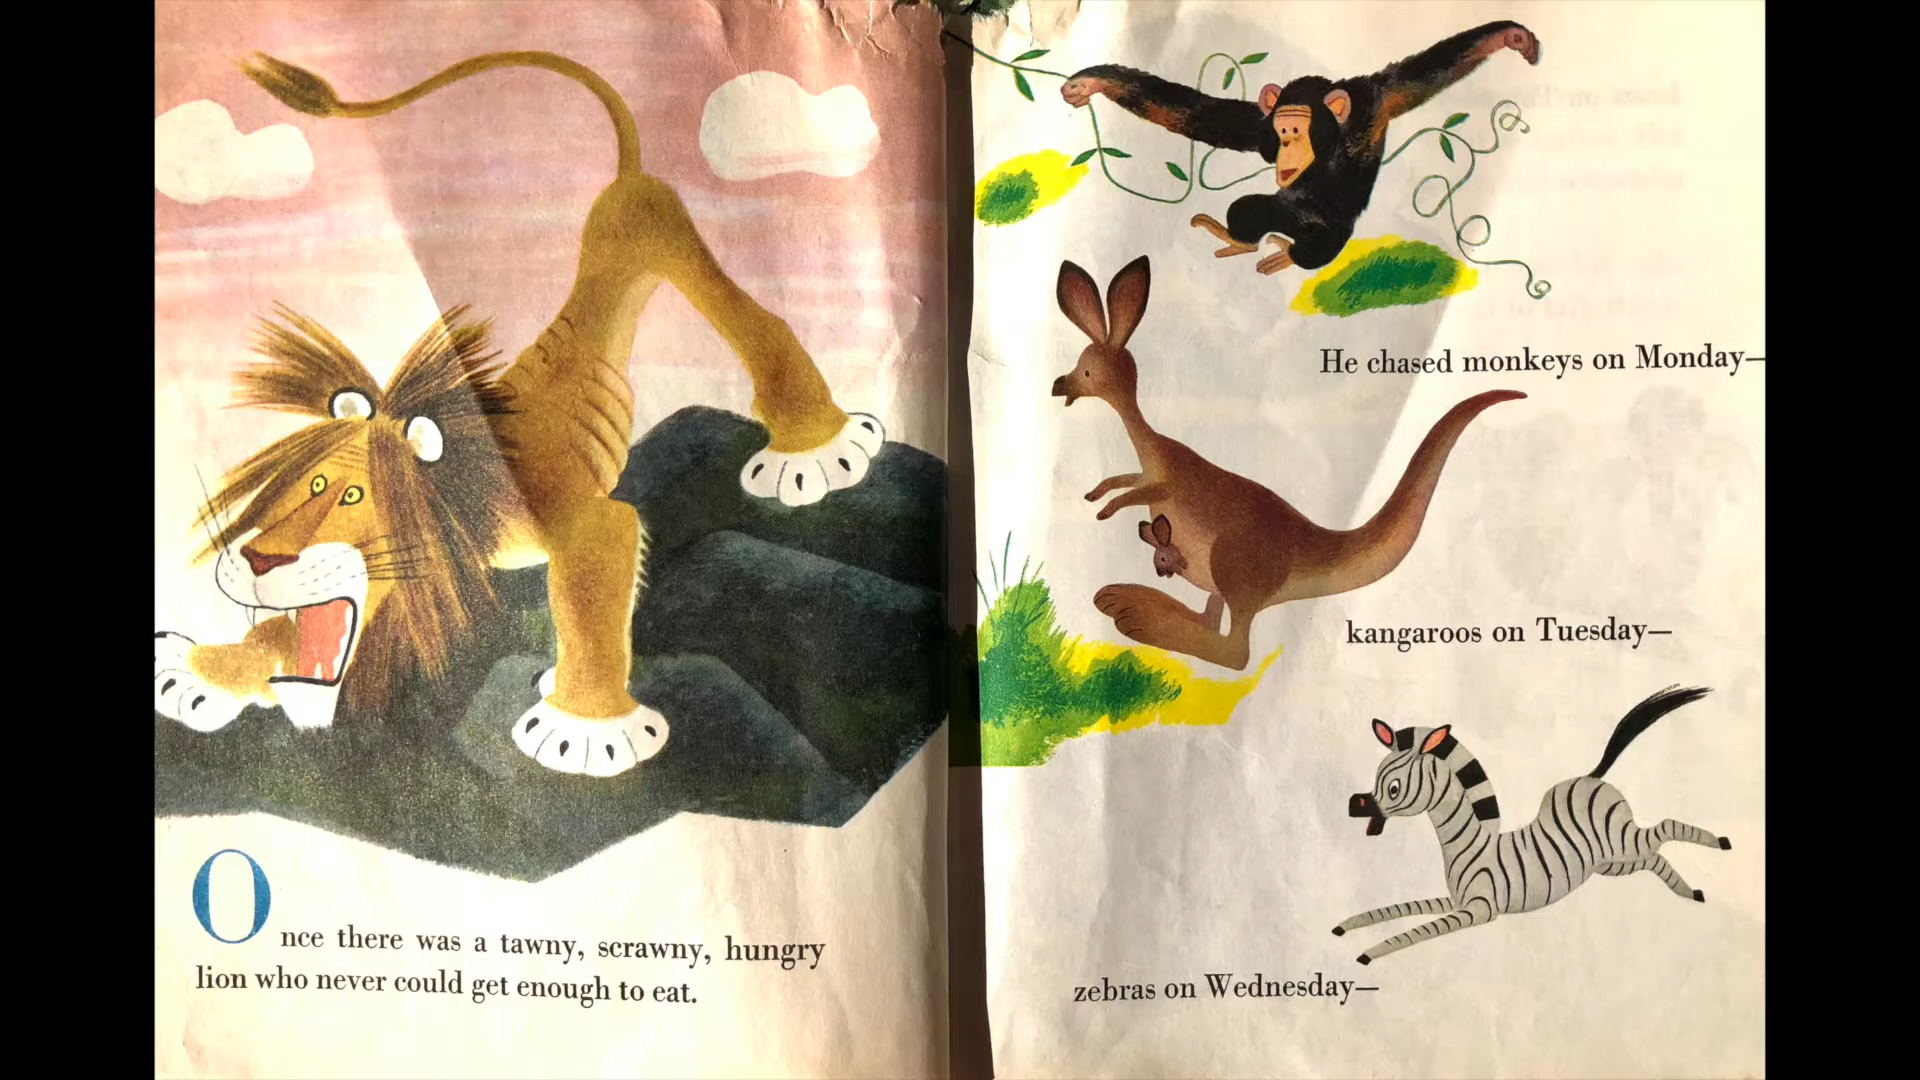 Once there was a tawny, scrawny, hungry
lion who never could get enough to eat.
He chased monkeys on Monday—
kangaroos on Tuesday—
zebras on Wednesday—